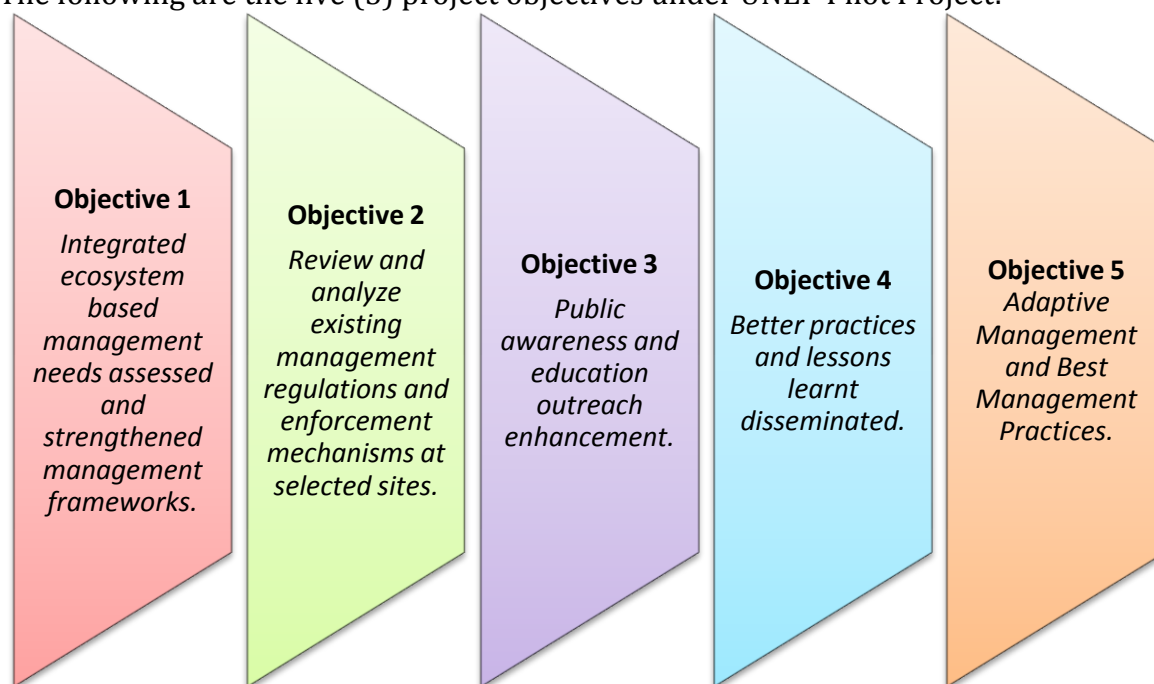 The following are the five (5) project objectives under UNEP Pilot Project:
Objective 1
Integrated
ecosystem
based
management
needs assessed
and
strengthened
management
frameworks.
Objective 2
Review and
analyze
existing
management
regulations and
enforcement
mechanisms at
selected sites.
Objective 3
Public
awareness and
education
outreach
enhancement.
Objective 4
Better practices
and lessons
learnt
disseminated.
Objective 5
Adaptive
Management
and Best
Management
Practices.